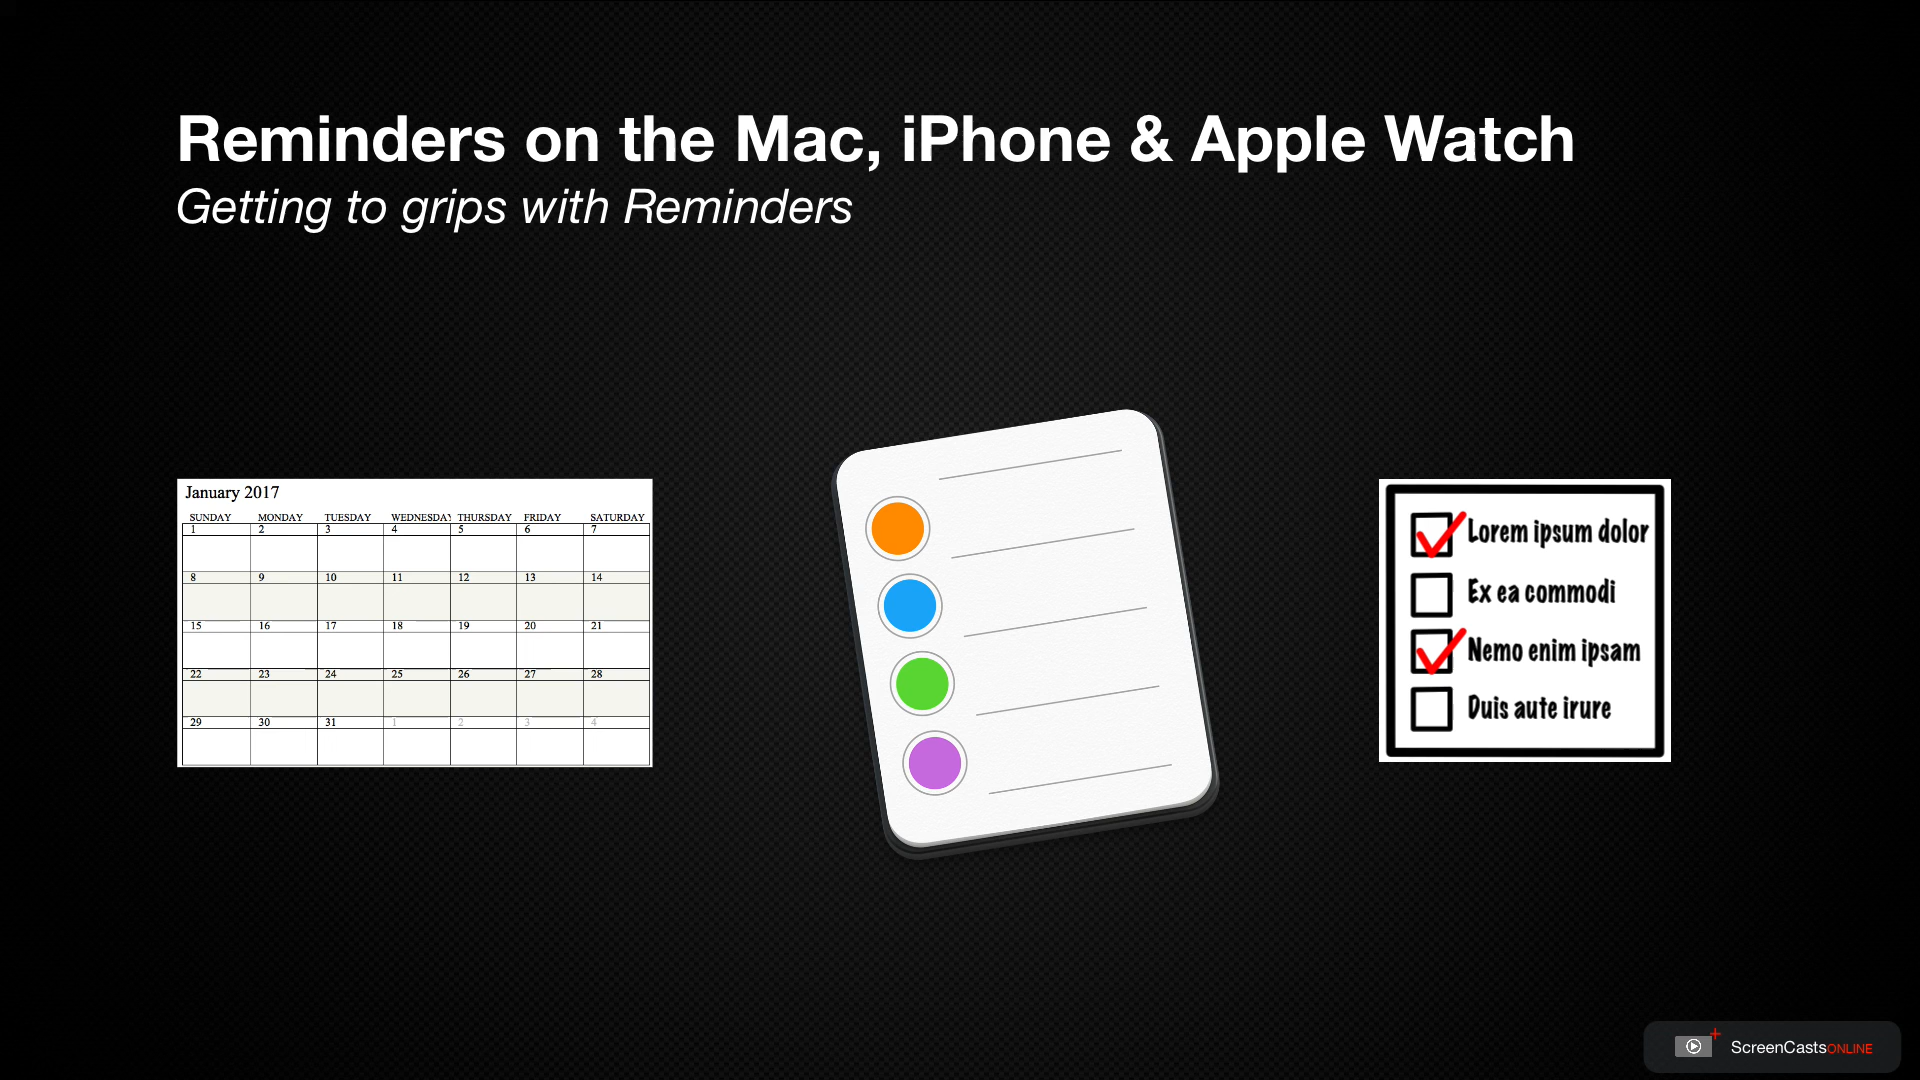 Reminders on the Mac, iPhone & Apple Watch
Getting to grips with Reminders
January 2017
SUNDAY MONDAY TUESDAY WEDNESDAY THURSDAY FRIDAY SATURDAY
1 2 3 4 5 6 7
8 9 10 11 12 13 14
15 16 17 18 19 20 21
22 23 24 25 26 27 28
29 30 31 1 2 3 4
Lorem ipsum dolor
Ex ea commodi
Nemo enim ipsam
Duis aute irure
ScreenCastsONLINE